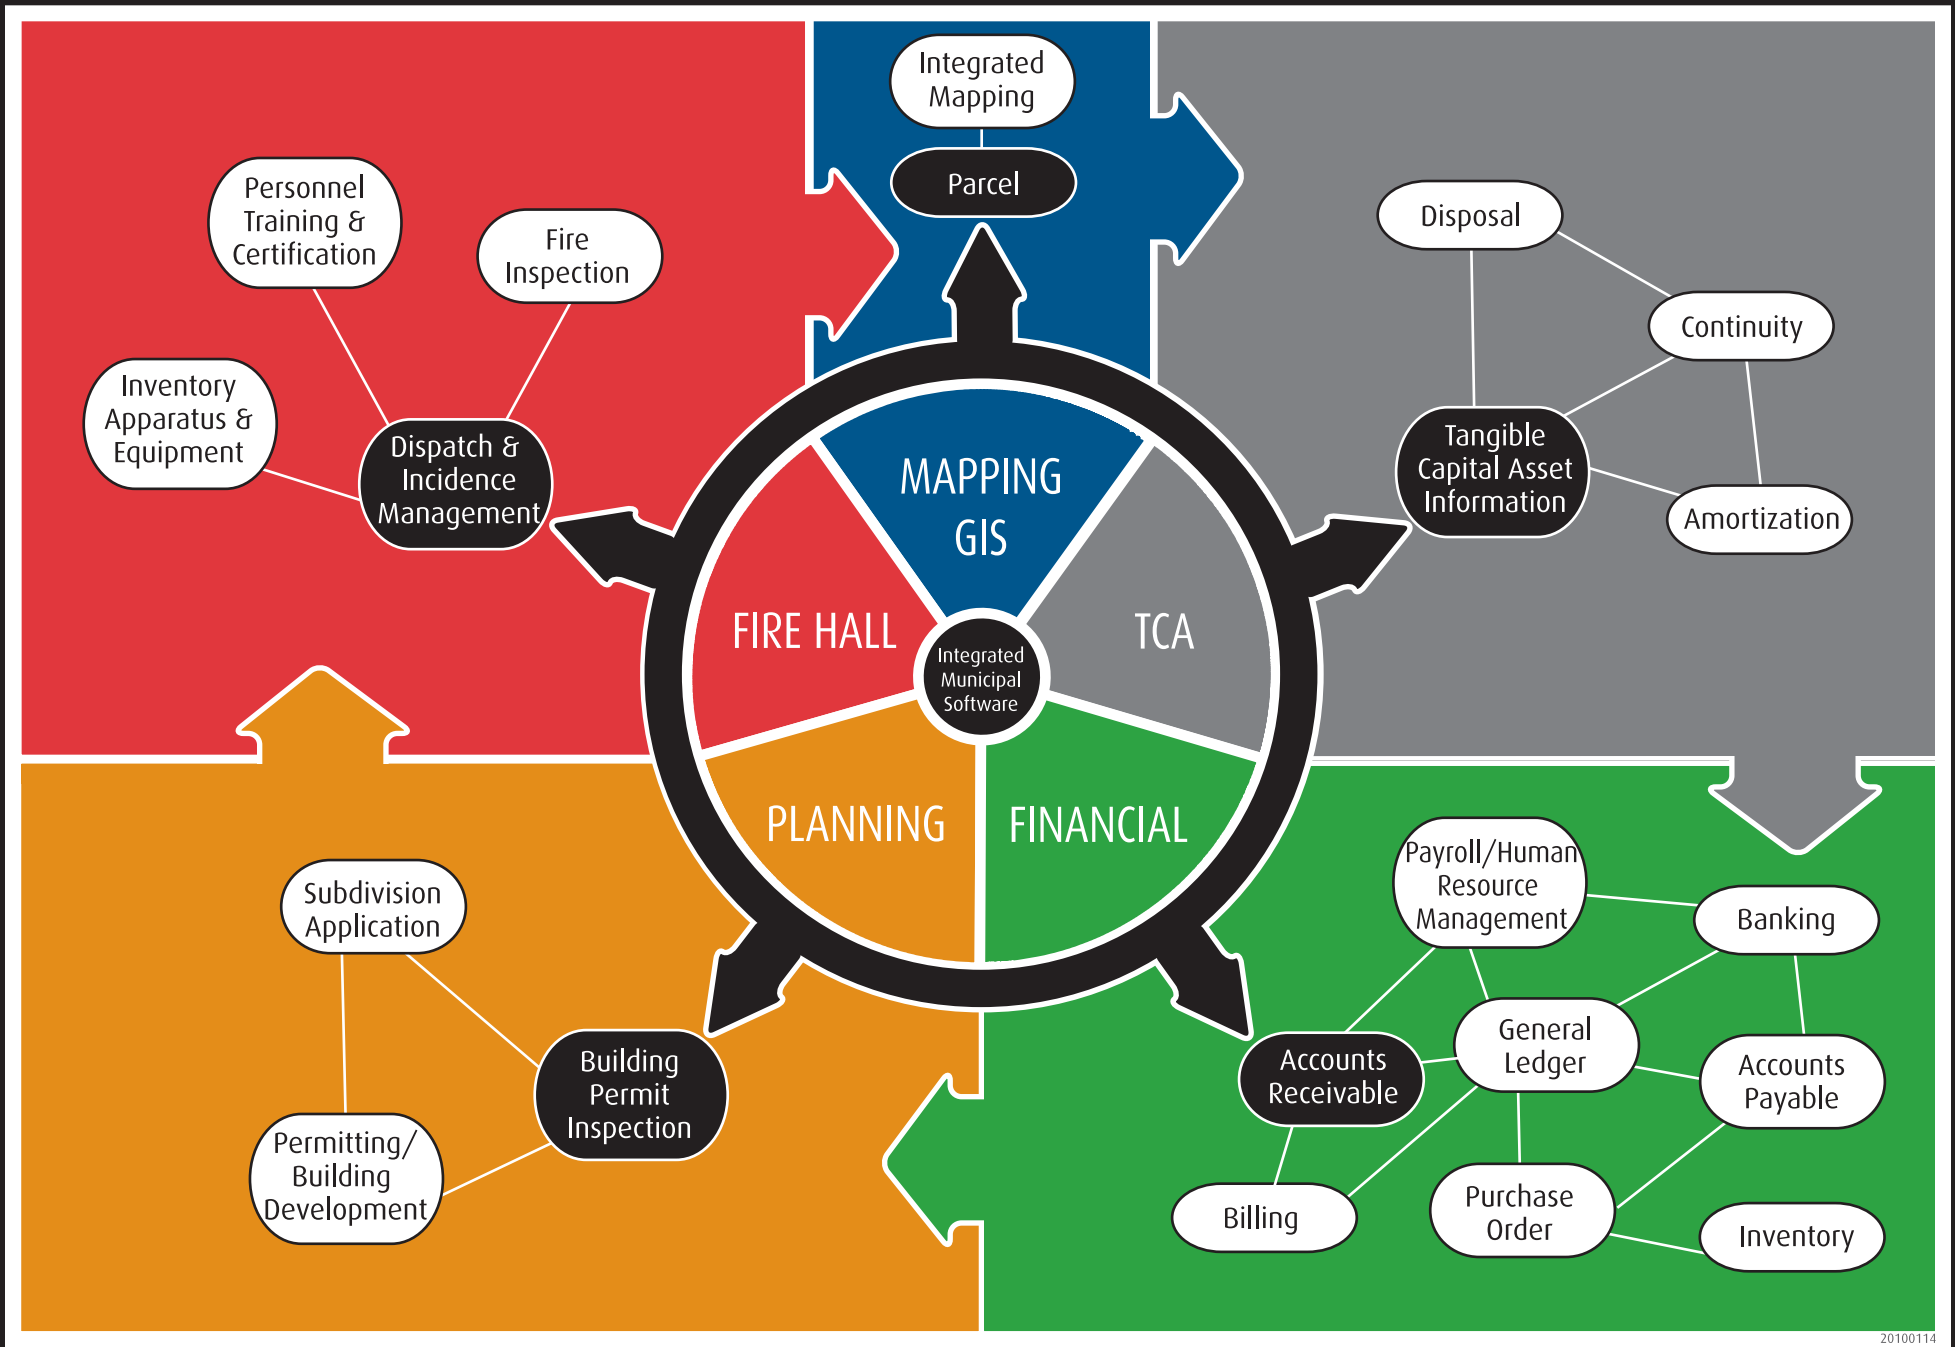 Integrated
Mapping
Parcel
Personnel
Training &
Certification
Fire
Inspection
Inventory
Apparatus &
Equipment
Dispatch &
Incidence
Management
Disposal
Continuity
Tangible
Capital Asset
Information
Amortization
MAPPING
GIS
FIRE HALL
TCA
Integrated
Municipal
Software
PLANNING
FINANCIAL
Subdivision
Application
Building
Permit
Inspection
Permitting/
Building
Development
Payroll/Human
Resource
Management
Banking
General
Ledger
Accounts
Receivable
Accounts
Payable
Billing
Purchase
Order
Inventory
20100114